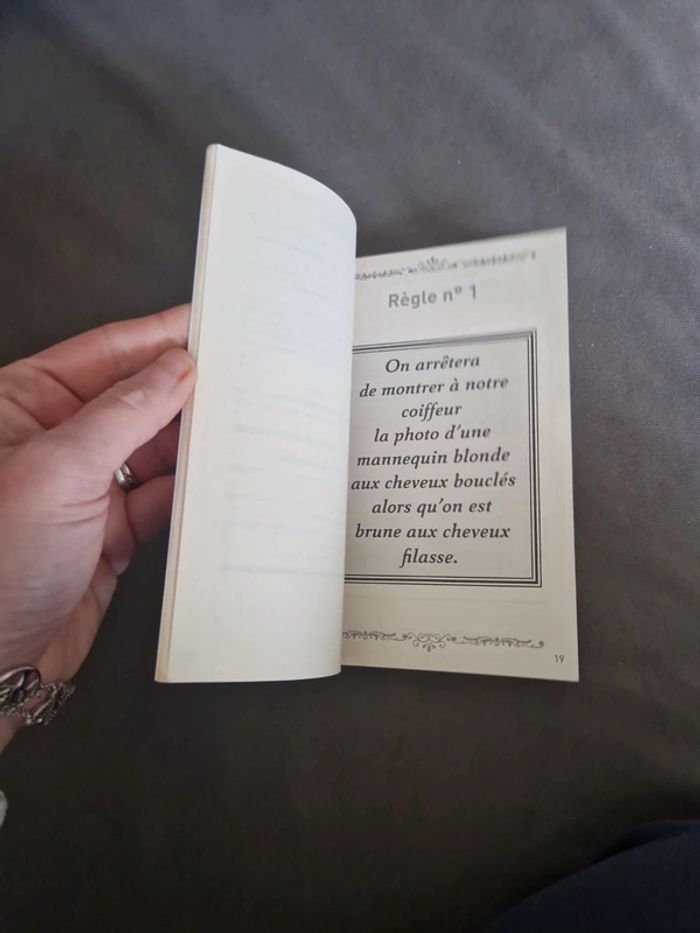 Règle n° 1
On arrêtera
de montrer à notre
coiffeur
la photo d'une
mannequin blonde
aux cheveux bouclés
alors qu'on est
brune aux cheveux
filasse.
19